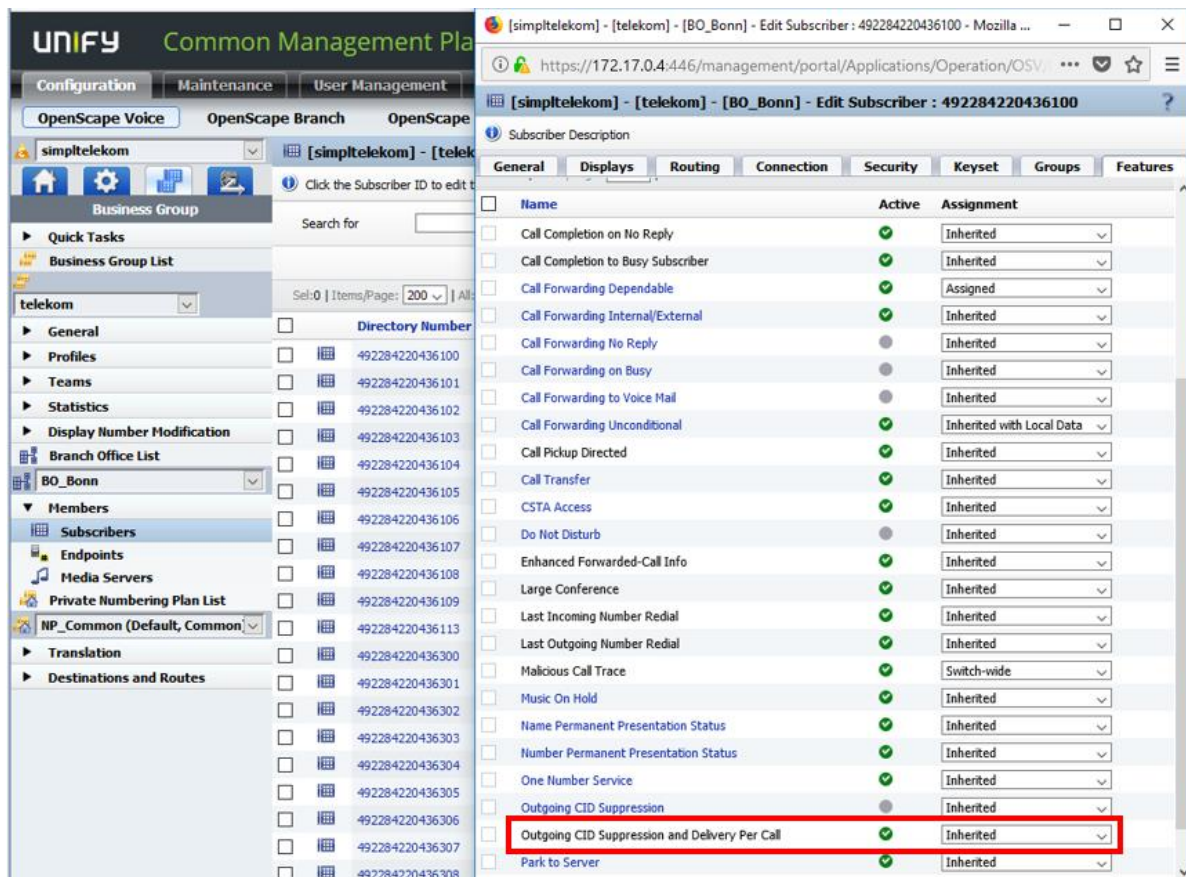 UNIFY Common Management Pla
Configuration Maintenance User Management
OpenScape Voice OpenScape Branch OpenScape
simpltelekom
Business Group
Quick Tasks
Business Group List
telekom
General
Profiles
Teams
Statistics
Display Number Modification
Branch Office List
BO_Bonn
Members
Subscribers
Endpoints
Media Servers
Private Numbering Plan List
NP_Common (Default, Common)
Translation
Destinations and Routes
[simpltelekom] - [telek
Click the Subscriber ID to edit t
Search for
Sel:0 | Items/Page: 200 | All:
Directory Number
492284220436100
492284220436101
492284220436102
492284220436103
492284220436104
492284220436105
492284220436106
492284220436107
492284220436108
492284220436109
492284220436113
492284220436300
492284220436301
492284220436302
492284220436303
492284220436304
492284220436305
492284220436306
492284220436307
492284220436308
[simpltelekom] - [telekom] - [BO_Bonn] - Edit Subscriber : 492284220436100 - Mozilla ...
https://172.17.0.4:446/management/portal/Applications/Operation/OSV/
[simpltelekom] - [telekom] - [BO_Bonn] - Edit Subscriber : 492284220436100 ?
Subscriber Description
General Displays Routing Connection Security Keyset Groups Features
Name Active Assignment
Call Completion on No Reply Inherited
Call Completion to Busy Subscriber Inherited
Call Forwarding Dependable Assigned
Call Forwarding Internal/External Inherited
Call Forwarding No Reply Inherited
Call Forwarding on Busy Inherited
Call Forwarding to Voice Mail Inherited
Call Forwarding Unconditional Inherited with Local Data
Call Pickup Directed Inherited
Call Transfer Inherited
CSTA Access Inherited
Do Not Disturb Inherited
Enhanced Forwarded-Call Info Inherited
Large Conference Inherited
Last Incoming Number Redial Inherited
Last Outgoing Number Redial Inherited
Malicious Call Trace Switch-wide
Music On Hold Inherited
Name Permanent Presentation Status Inherited
Number Permanent Presentation Status Inherited
One Number Service Inherited
Outgoing CID Suppression Inherited
Outgoing CID Suppression and Delivery Per Call Inherited
Park to Server Inherited